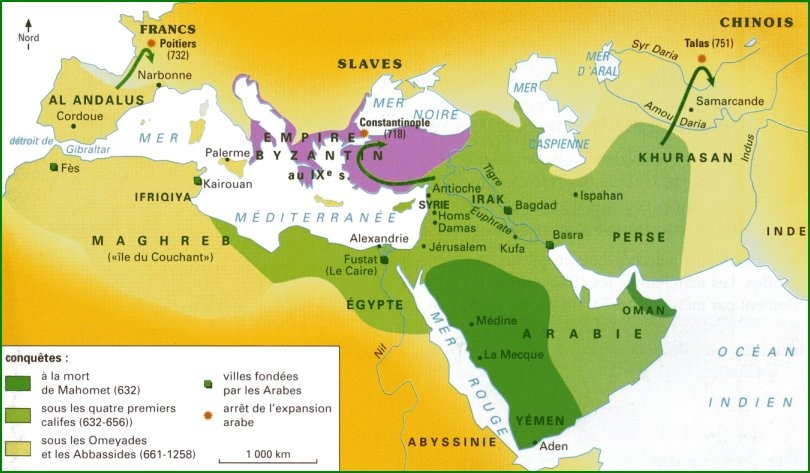 Nord
FRANCS
Poitiers
(732)
Narbonne
AL ANDALUS
Cordoue
détroit de
Gibraltar
Fès
IFRIQIYA
Kairouan
MAGHREB
(«île du Couchant»)
SLAVES
MER
NOIRE
Constantinople
(718)
EMPIRE
BYZANTIN
au IXe s.
MER
MÉDITERRANÉE
Palerme
Alexandrie
Fustat
(Le Caire)
ÉGYPTE
Nil
Antioche
SYRIE
Homs
Damas
Jérusalem
Tigre
IRAK
Euphrate
Bagdad
Kufa
Basra
MER
CASPIENNE
Ispahan
PERSE
CHINOIS
Talas (751)
Syr Daria
MER
D'ARAL
Samarcande
Amou Daria
KHURASAN
Indus
INDE
OMAN
ARABIE
Médine
La Mecque
MER ROUGE
YÉMEN
Aden
ABYSSINIE
OCÉAN
INDIEN
conquêtes :
à la mort
de Mahomet (632)
sous les quatre premiers
califes (632-656))
sous les Omeyades
et les Abbassides (661-1258)
villes fondées
par les Arabes
arrêt de l'expansion
arabe
1 000 km